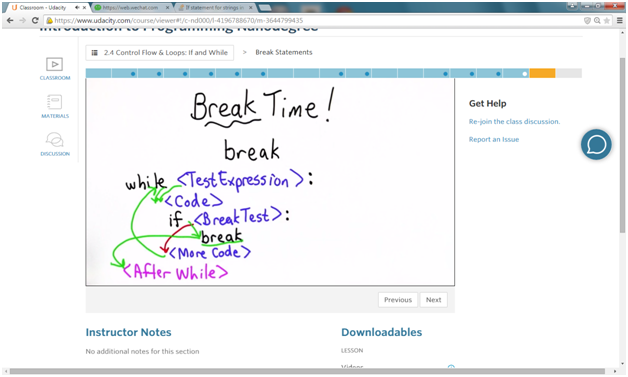 Classroom - Udacity
https://web.wechat.com
If statement for strings in
https://www.udacity.com/course/viewer#!/c-nd000/l-4196788670/m-3644799435
Introduction to Programming Nanodegree
2.4 Control Flow & Loops: If and While > Break Statements
CLASSROOM
MATERIALS
DISCUSSION
Break Time!
break
while <TestExpression>:
<Code>
if <BreakTest>:
break
<More Code>
<After While>
Get Help
Re-join the class discussion.
Report an Issue
Previous Next
Instructor Notes
No additional notes for this section
Downloadables
LESSON
Videos